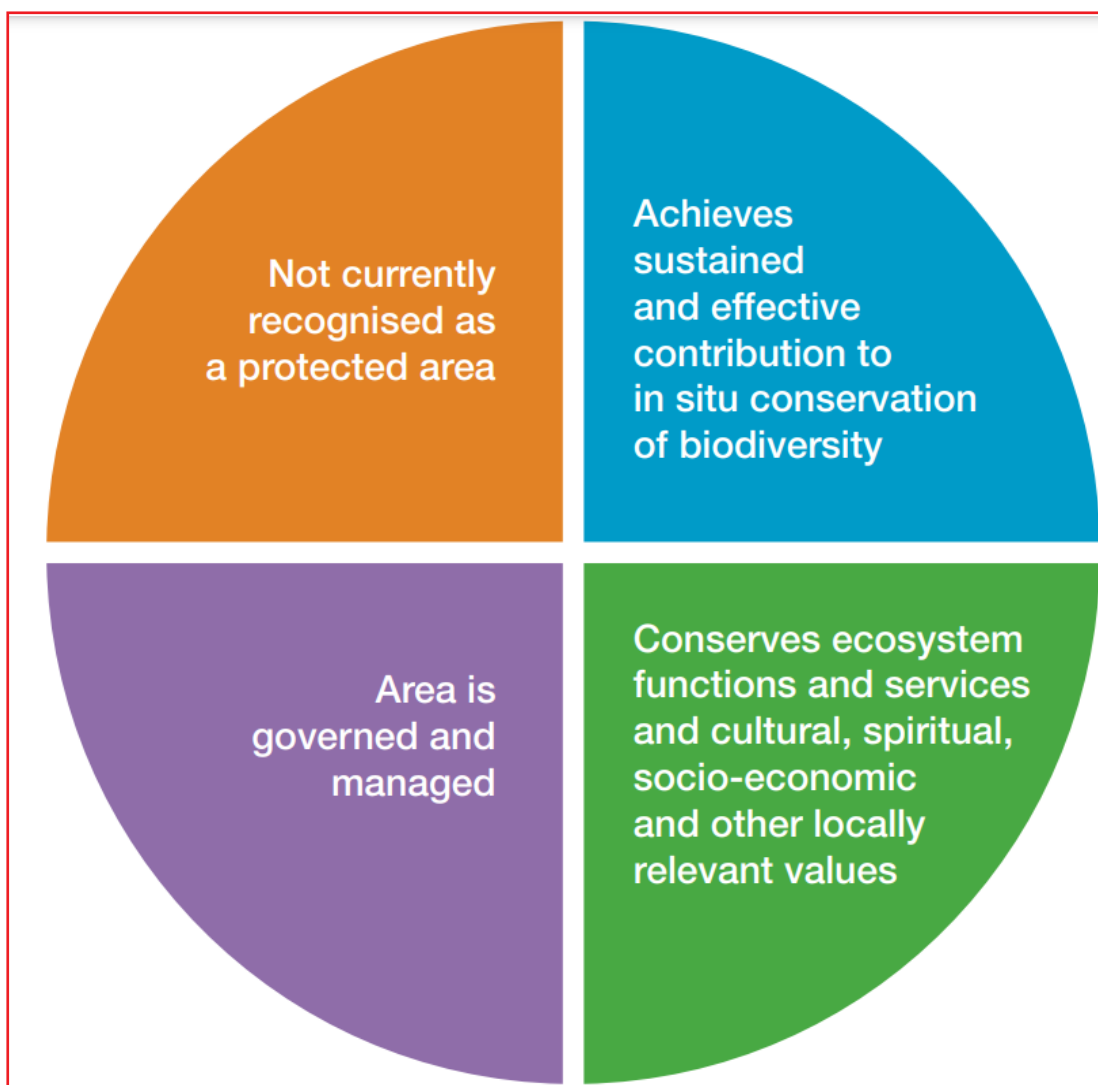 Not currently
recognised as
a protected area
Achieves
sustained
and effective
contribution to
in situ conservation
of biodiversity
Area is
governed and
managed
Conserves ecosystem
functions and services
and cultural, spiritual,
socio-economic
and other locally
relevant values